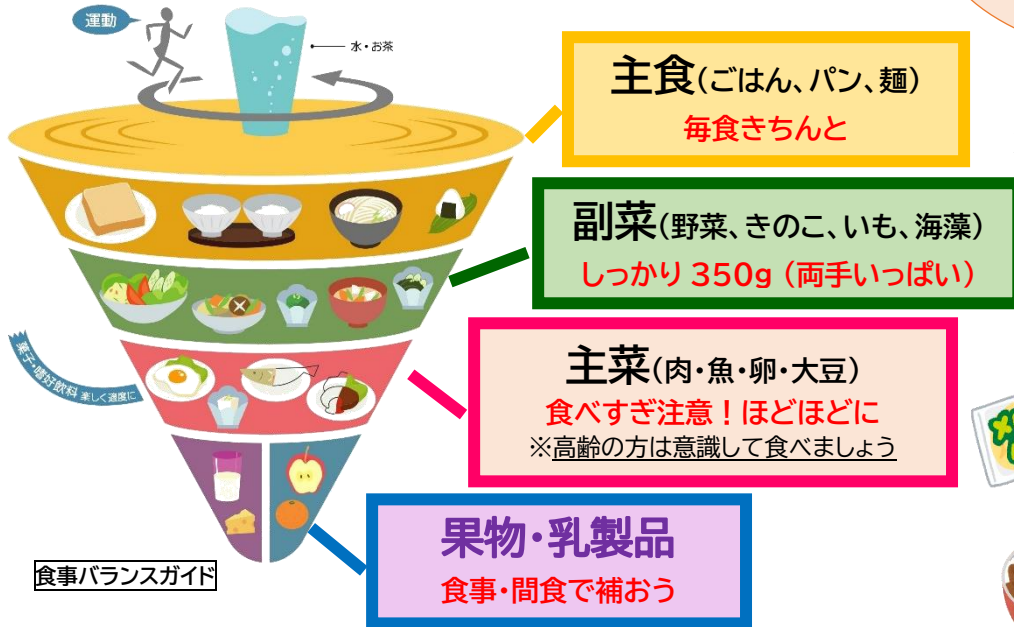 運動
水・お茶
主食(ごはん、パン、麺)
毎食きちんと
副菜(野菜、きのこ、いも、海藻)
しっかり 350g (両手いっぱい)
菓子・嗜好飲料 楽しく適度に
主菜(肉・魚・卵・大豆)
食べすぎ注意！ほどほどに
※高齢の方は意識して食べましょう
果物・乳製品
食事・間食で補おう
食事バランスガイド